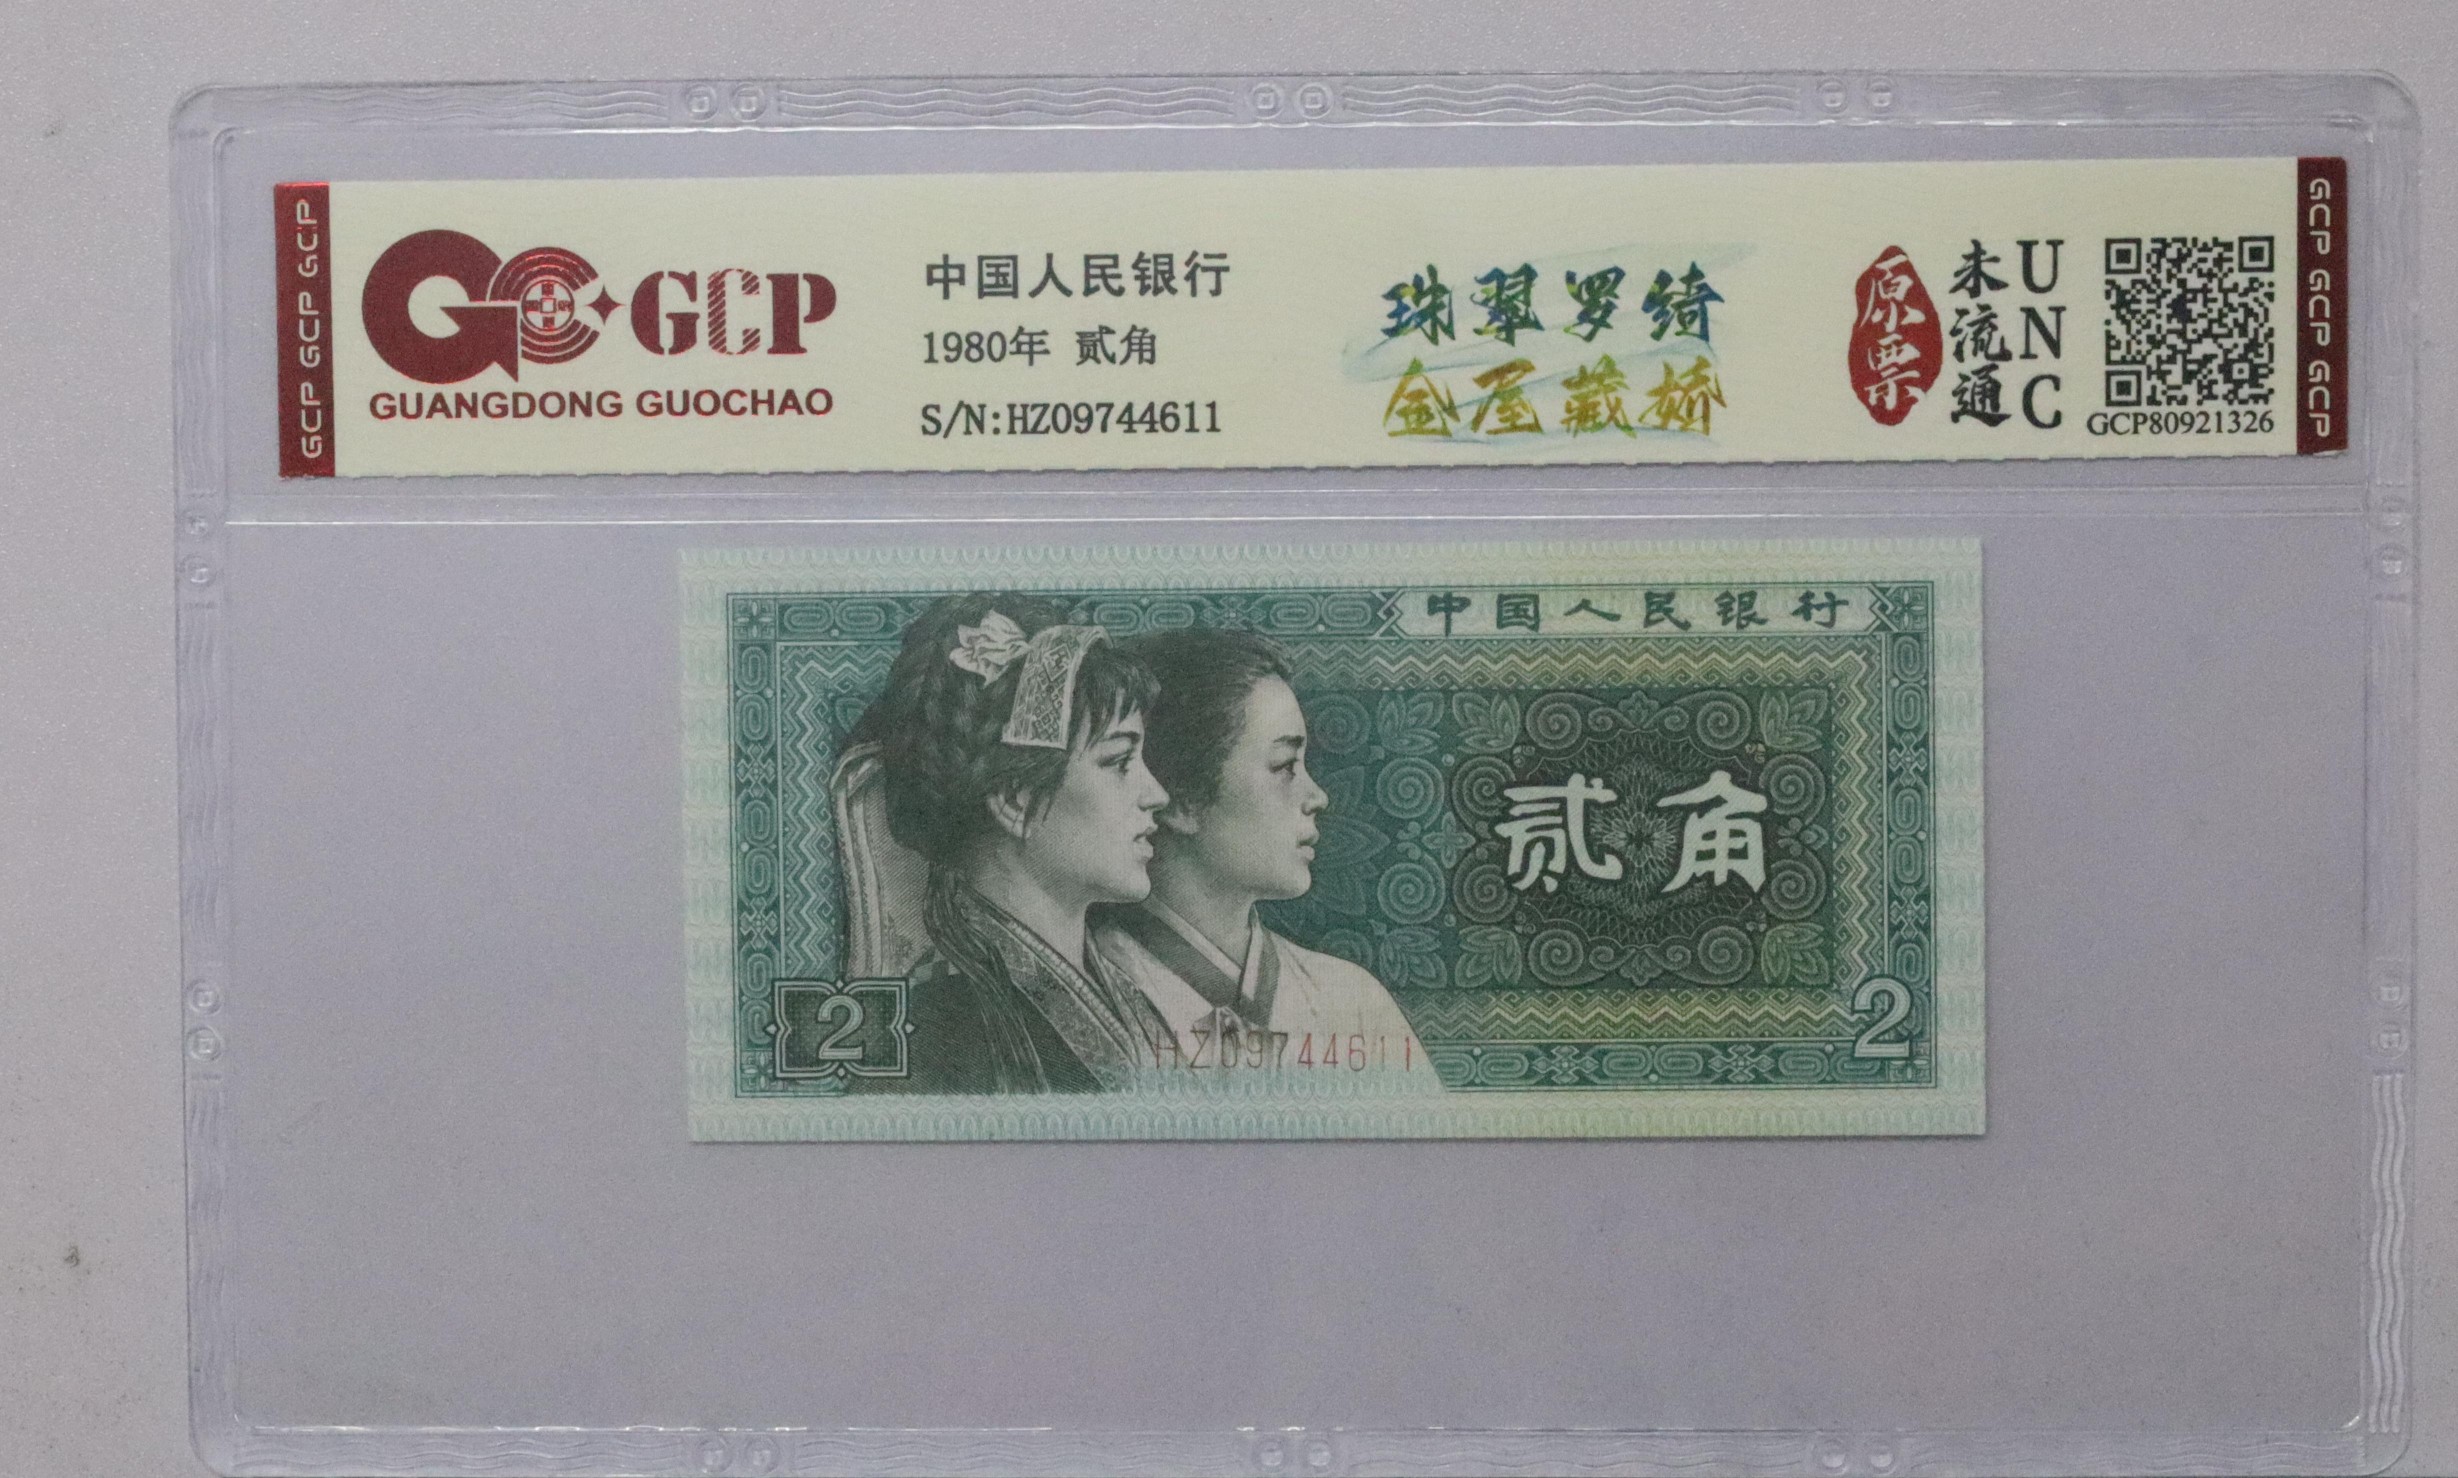 GCP GCP GCP
GCP
GUANGDONG GUOCHAO
中国人民银行
1980年 贰角
S/N:HZ09744611
珠翠罗绮
金屋藏娇
原票
未流通
UNC
GCP80921326
GCP GCP GCP
中国人民银行
贰角
2
HZ09744611
2